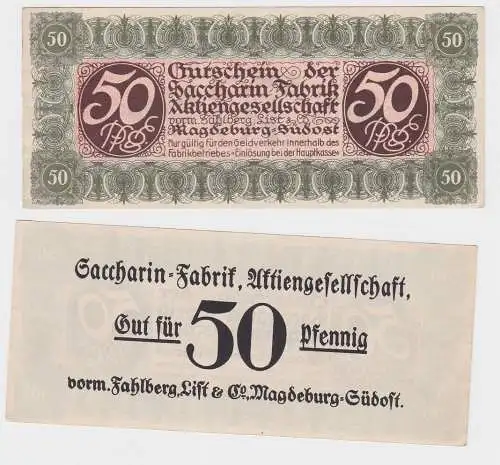 50 50
Gutschein der
Saccharin Fabrik
Aktiengesellschaft
vorm. Fahlberg List & Co.
Magdeburg-Südost
Nur gültig für den Geldverkehr innerhalb des
Fabrikbetriebes • Einlösung bei der Hauptkasse
50 Pfg
50 Pfg
50 50
Saccharin-Fabrik, Aktiengesellschaft,
Gut für 50 Pfennig
vorm. Fahlberg, List & Co, Magdeburg-Südost.